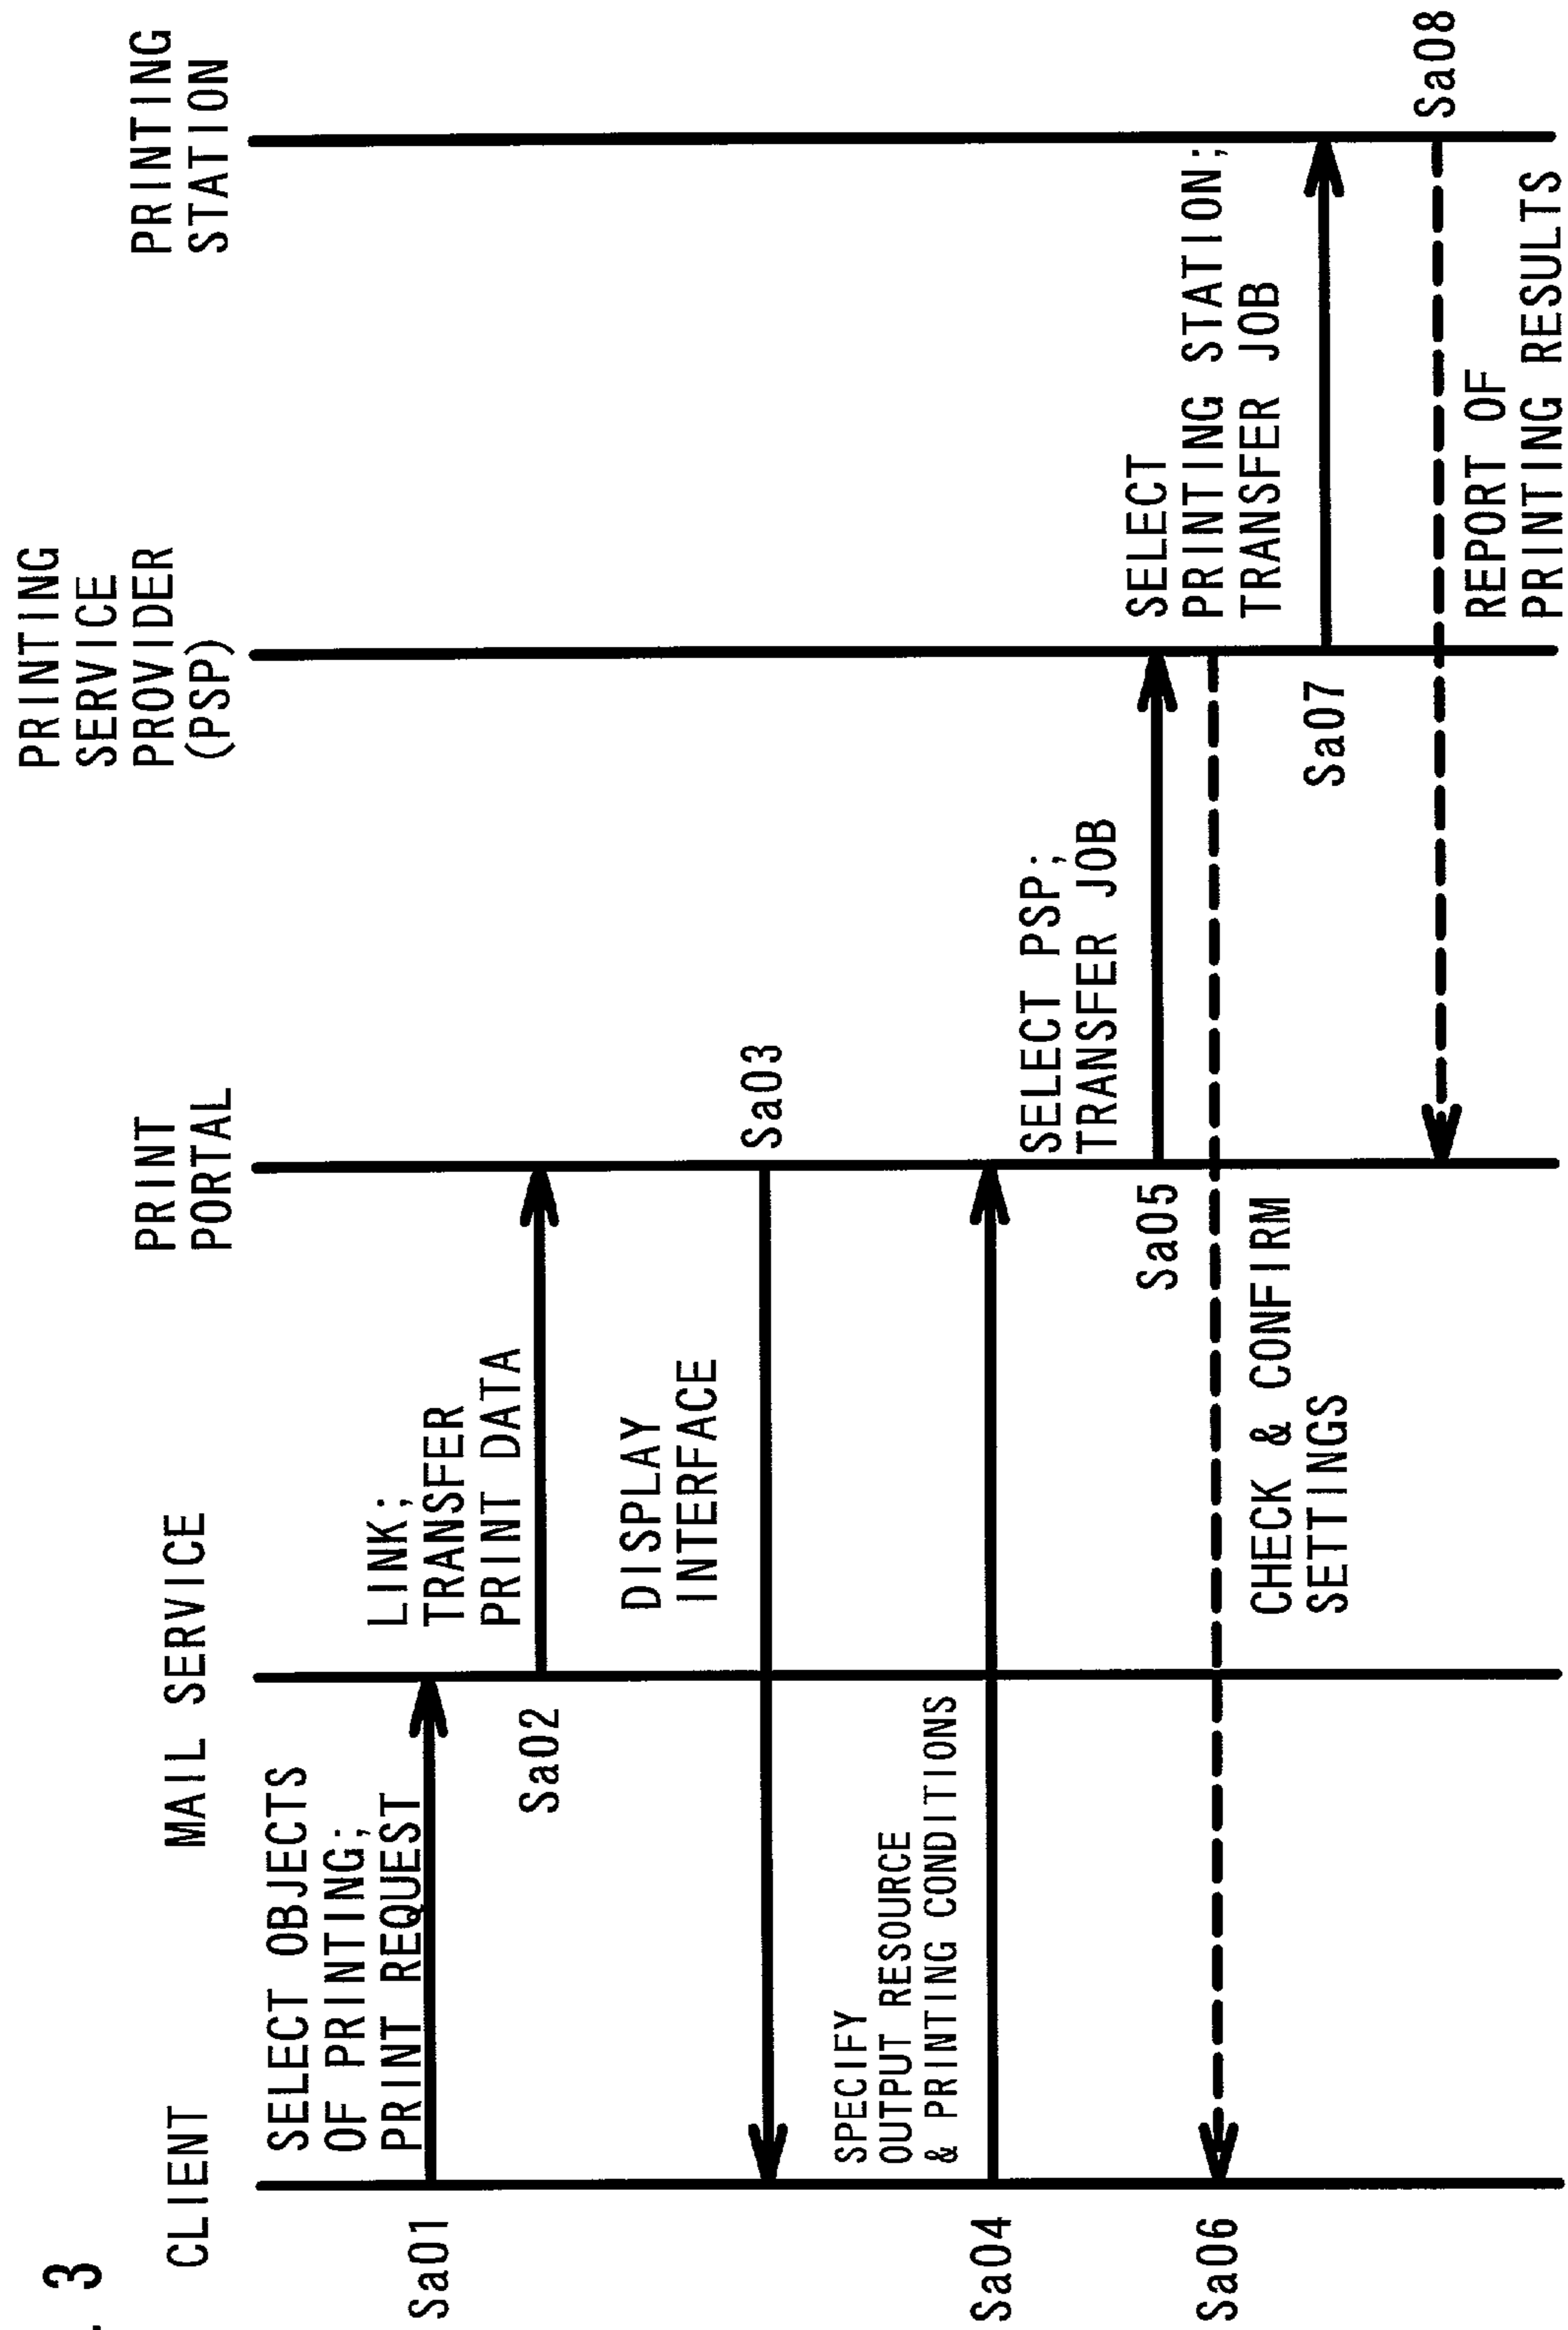 . 3
CLIENT
MAIL SERVICE
PRINT
PORTAL
PRINTING
SERVICE
PROVIDER
(PSP)
PRINTING
STATION
SELECT OBJECTS
OF PRINTING;
PRINT REQUEST
Sa01
LINK;
TRANSFER
PRINT DATA
Sa02
DISPLAY
INTERFACE
Sa03
SPECIFY
OUTPUT RESOURCE
& PRINTING CONDITIONS
Sa04
SELECT PSP;
TRANSFER JOB
Sa05
Sa06
CHECK & CONFIRM
SETTINGS
SELECT
PRINTING STATION;
TRANSFER JOB
Sa07
Sa08
REPORT OF
PRINTING RESULTS